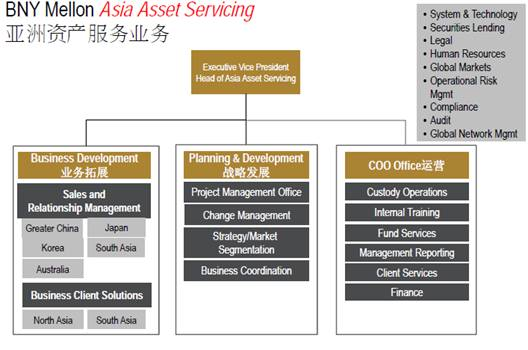 BNY Mellon Asia Asset Servicing
亚洲资产服务业务
• System & Technology
• Securities Lending
• Legal
• Human Resources
• Global Markets
• Operational Risk
Mgmt
• Compliance
• Audit
• Global Network Mgmt
Executive Vice President
Head of Asia Asset Servicing
Business Development
业务拓展
Sales and
Relationship Management
Greater China
Japan
Korea
South Asia
Australia
Business Client Solutions
North Asia
South Asia
Planning & Development
战略发展
Project Management Office
Change Management
Strategy/Market
Segmentation
Business Coordination
COO Office运营
Custody Operations
Internal Training
Fund Services
Management Reporting
Client Services
Finance